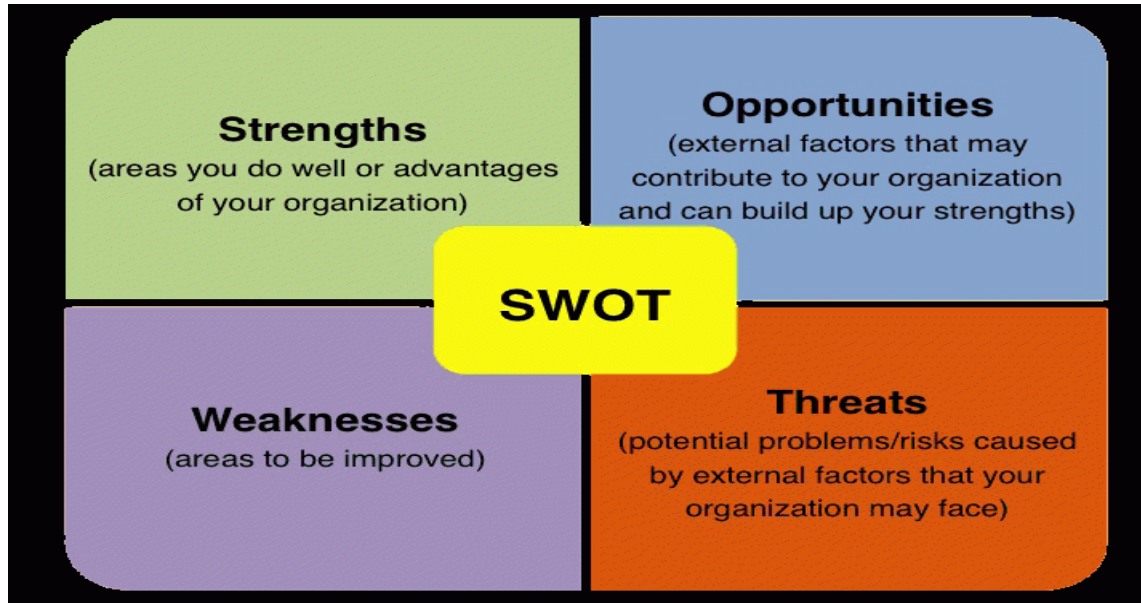 Strengths
(areas you do well or advantages
of your organization)
Opportunities
(external factors that may
contribute to your organization
and can build up your strengths)
SWOT
Weaknesses
(areas to be improved)
Threats
(potential problems/risks caused
by external factors that your
organization may face)